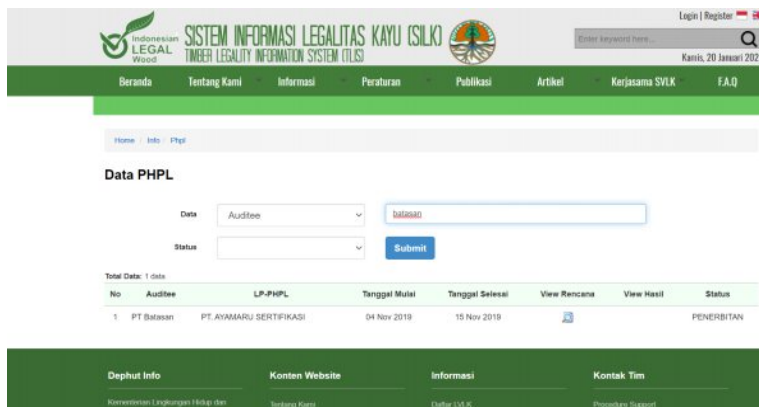 Login | Register
Indonesian LEGAL Wood
SISTEM INFORMASI LEGALITAS KAYU (SILK)
TIMBER LEGALITY INFORMATION SYSTEM (TLIS)
Enter keyword here...
Kamis, 20 Januari 202
Beranda Tentang Kami Informasi Peraturan Publikasi Artikel Kerjasama SVLK F.A.Q
Home / Info / Phpl
Data PHPL
Data Auditee batasan
Status Submit
Total Data: 1 data
No Auditee LP-PHPL Tanggal Mulai Tanggal Selesai View Rencana View Hasil Status
1 PT Batasan PT. AYAMARU SERTIFIKASI 04 Nov 2019 15 Nov 2019 PENERBITAN
Dephut Info Konten Website Informasi Kontak Tim
Kementerian Lingkungan Hidup dan Tentang Kami Daftar LVLK Procedure Support